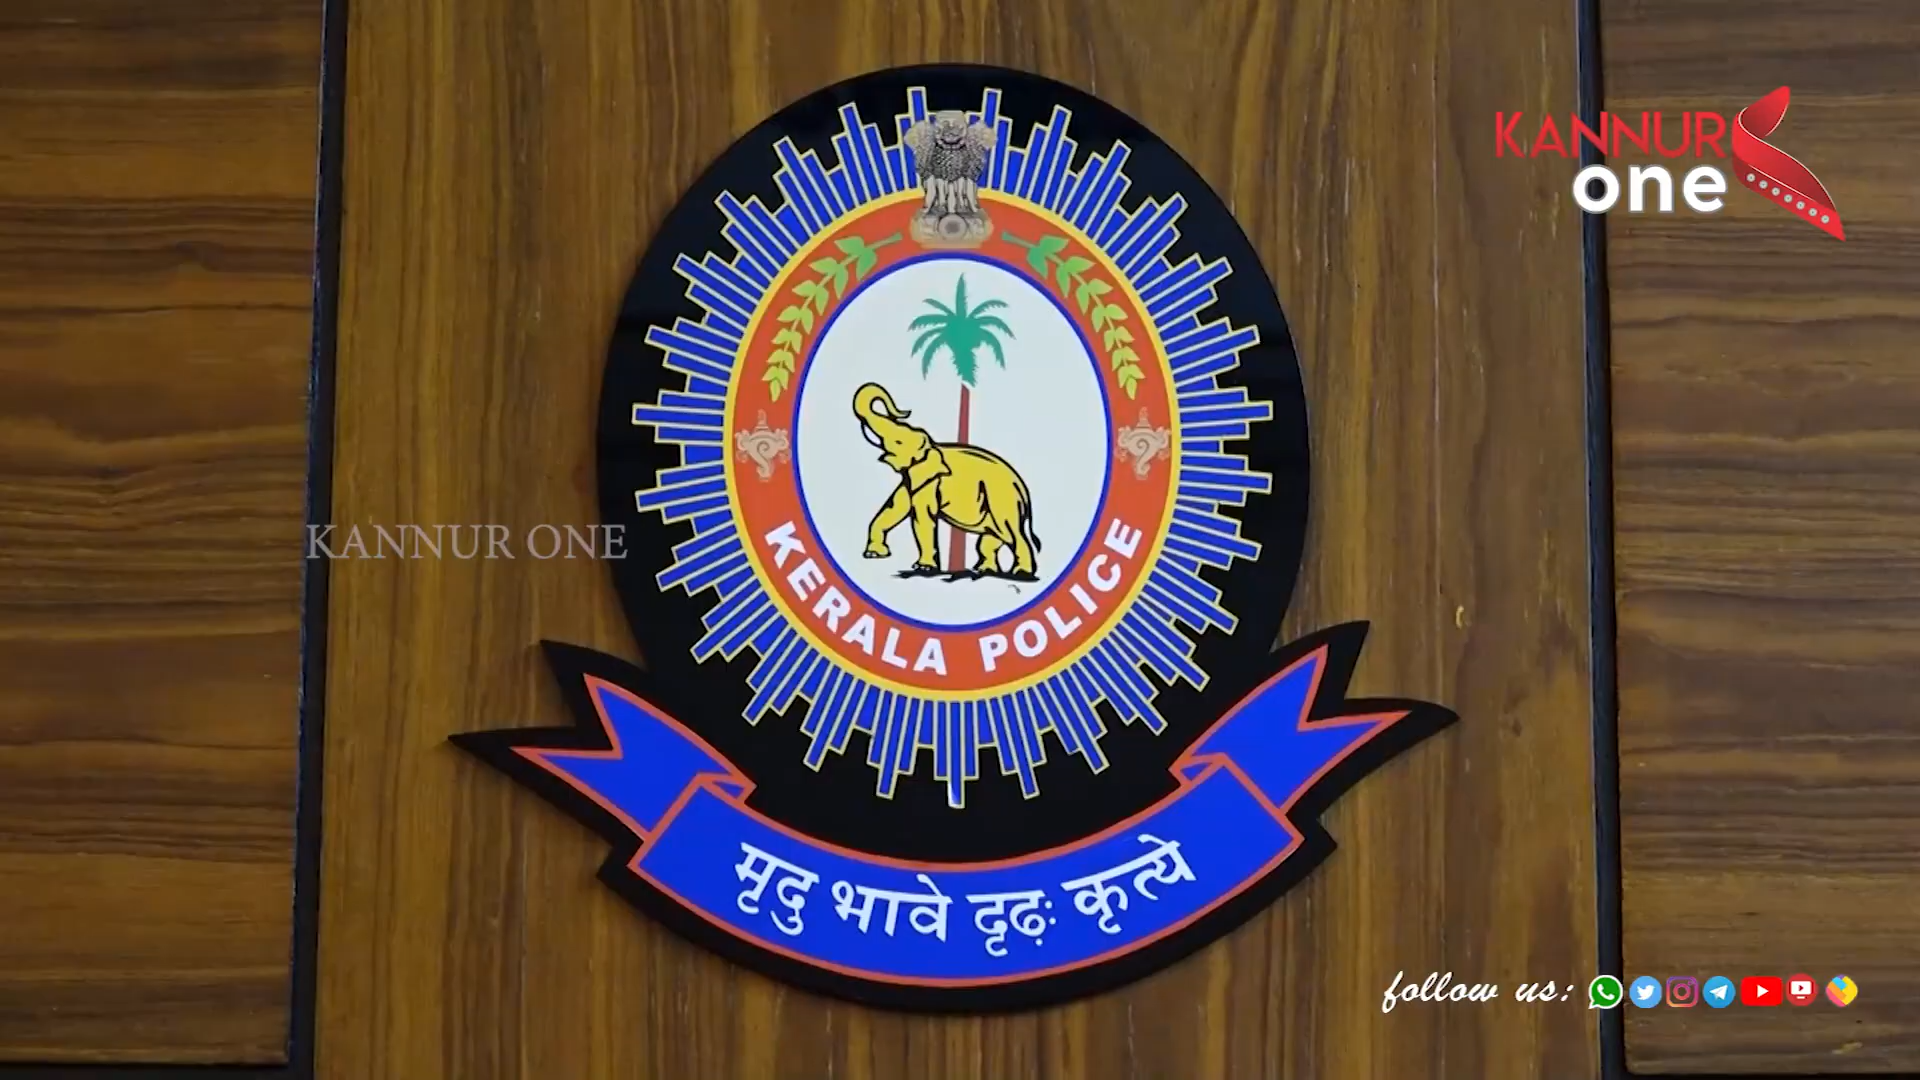 KANNUR
one
KERALA POLICE
KANNUR ONE
मृदु भावे दृढः कृत्ये
follow us: